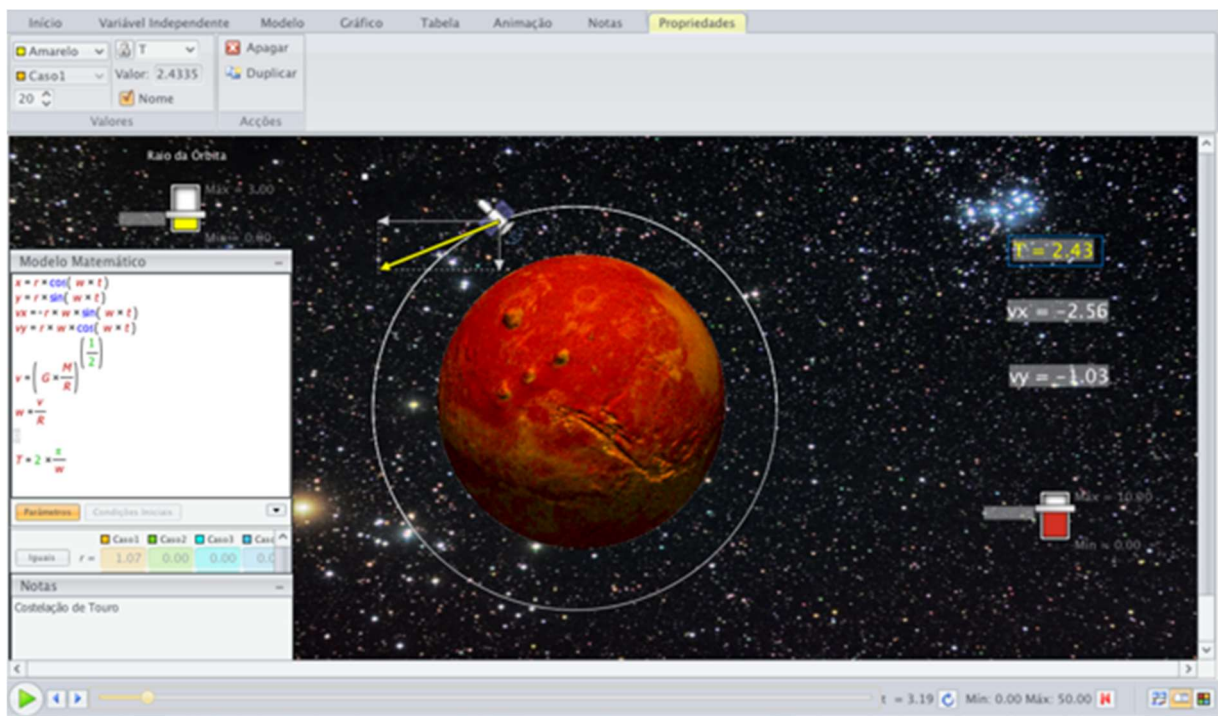 Início Variável Independente Modelo Gráfico Tabela Animação Notas Propriedades
Amarelo T Apagar
Caso1 Valor: 2.4335 Duplicar
20 Nome
Valores Acções
Raio da Órbita
Máx = 3.00
Mín = 0.00
Modelo Matemático
x = r × cos( w × t )
y = r × sin( w × t )
vx = - r × w × sin( w × t )
vy = r × w × cos( w × t )
v = ( G × M/R ) ^ (1/2)
w = v/R
T = 2 × π/w
Parâmetros Condições Iniciais
Caso1 Caso2 Caso3 Caso
Iguais r = 1.07 0.00 0.00 0.0
Notas
Costelação de Touro
T = 2.43
vx = -2.56
vy = -1.03
Máx = 10.00
Mín = 0.00
t = 3.19 Mín: 0.00 Máx: 50.00